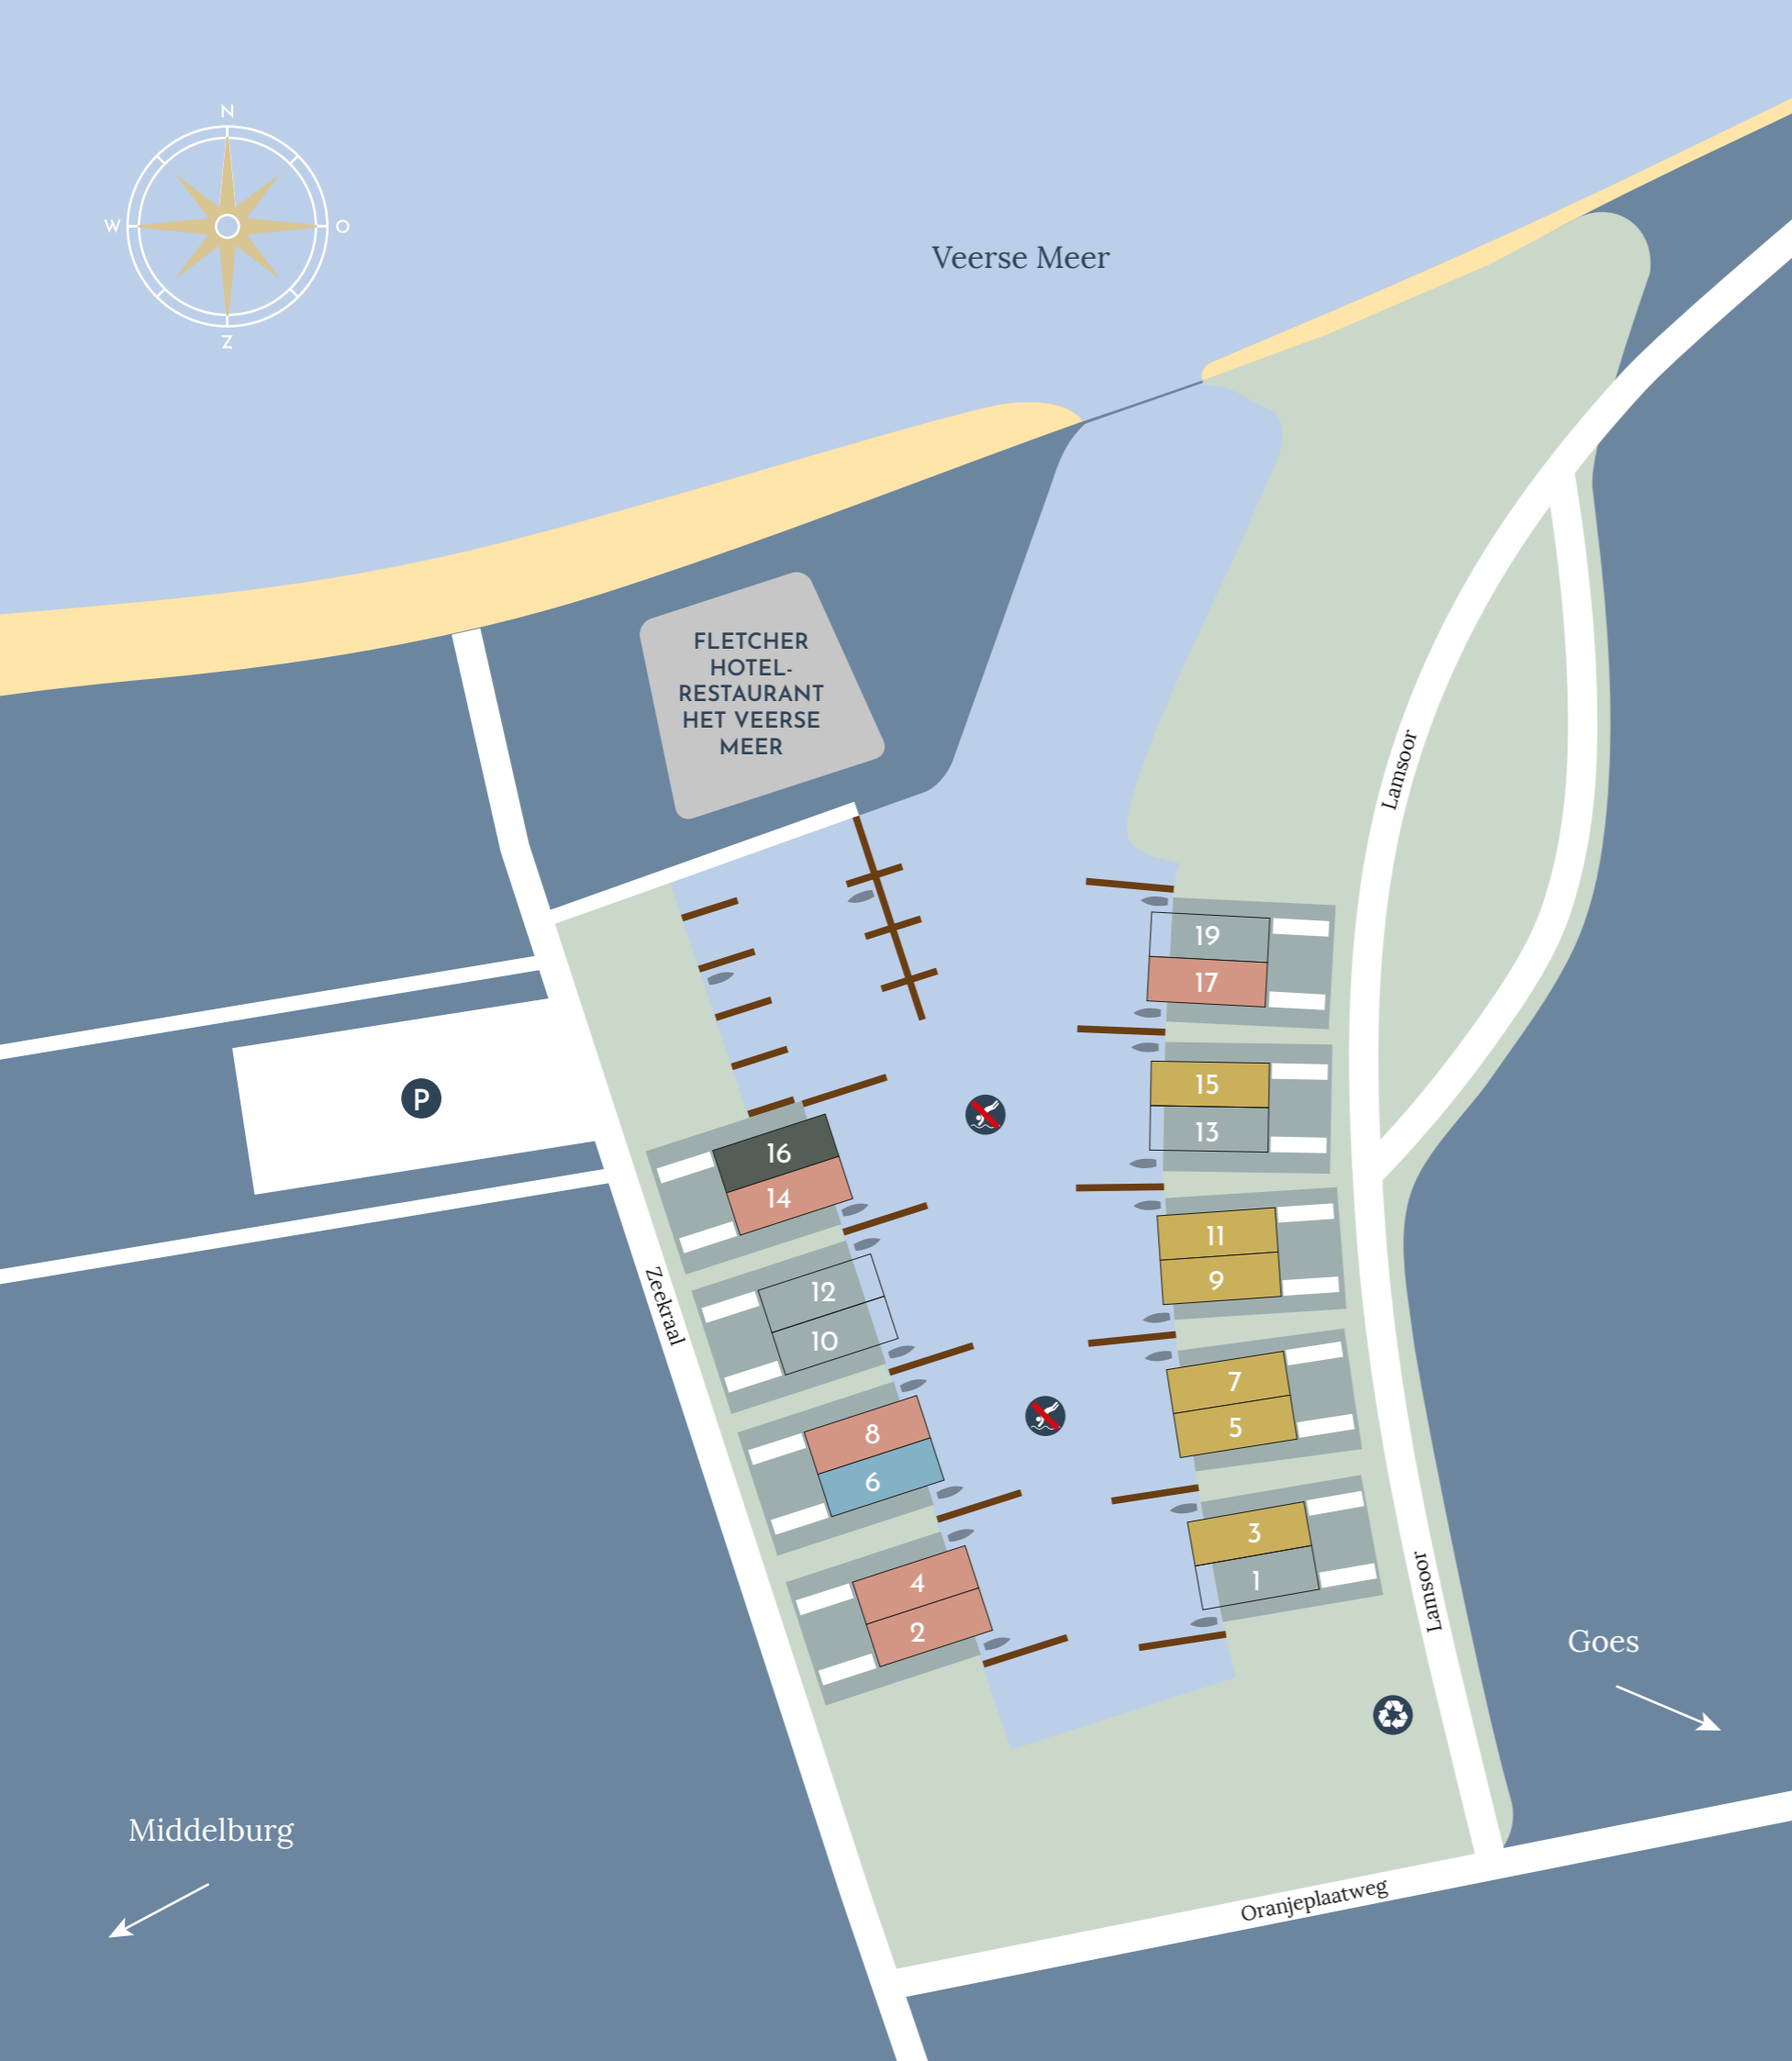 N
W
O
Z
Veerse Meer
FLETCHER
HOTEL-
RESTAURANT
HET VEERSE
MEER
Lamsoor
19
17
P
15
13
16
14
11
9
12
10
Zeekraal
7
5
8
6
3
1
4
2
Lamsoor
Goes
Middelburg
Oranjeplaatweg